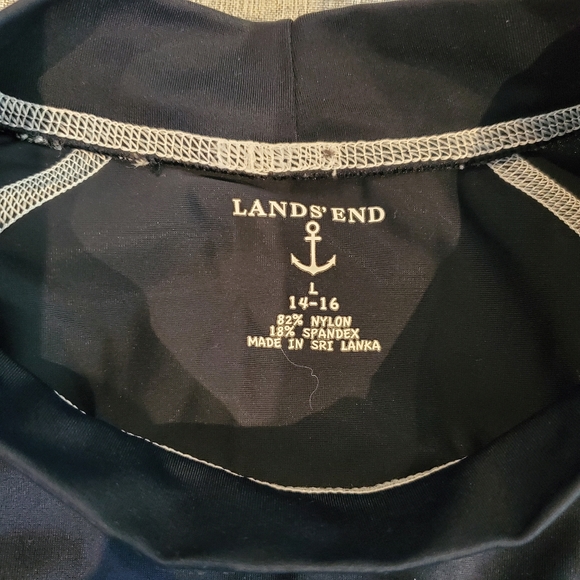 LANDS' END
L
14-16
82% NYLON
18% SPANDEX
MADE IN SRI LANKA